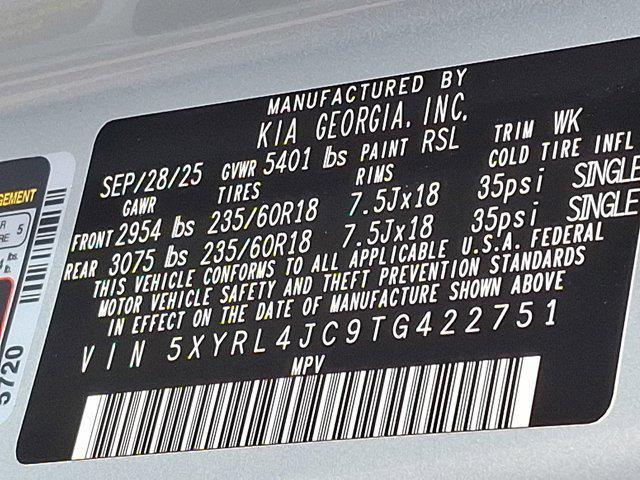 MANUFACTURED BY
KIA GEORGIA, INC.
SEP/28/25 GVWR 5401 lbs PAINT RSL TRIM WK
GAWR TIRES RIMS COLD TIRE INFL
FRONT 2954 lbs 235/60R18 7.5Jx18 35psi SINGLE
REAR 3075 lbs 235/60R18 7.5Jx18 35psi SINGLE
THIS VEHICLE CONFORMS TO ALL APPLICABLE U.S.A. FEDERAL
MOTOR VEHICLE SAFETY AND THEFT PREVENTION STANDARDS
IN EFFECT ON THE DATE OF MANUFACTURE SHOWN ABOVE
VIN 5XYRL4JC9TG422751
MPV
5
5720